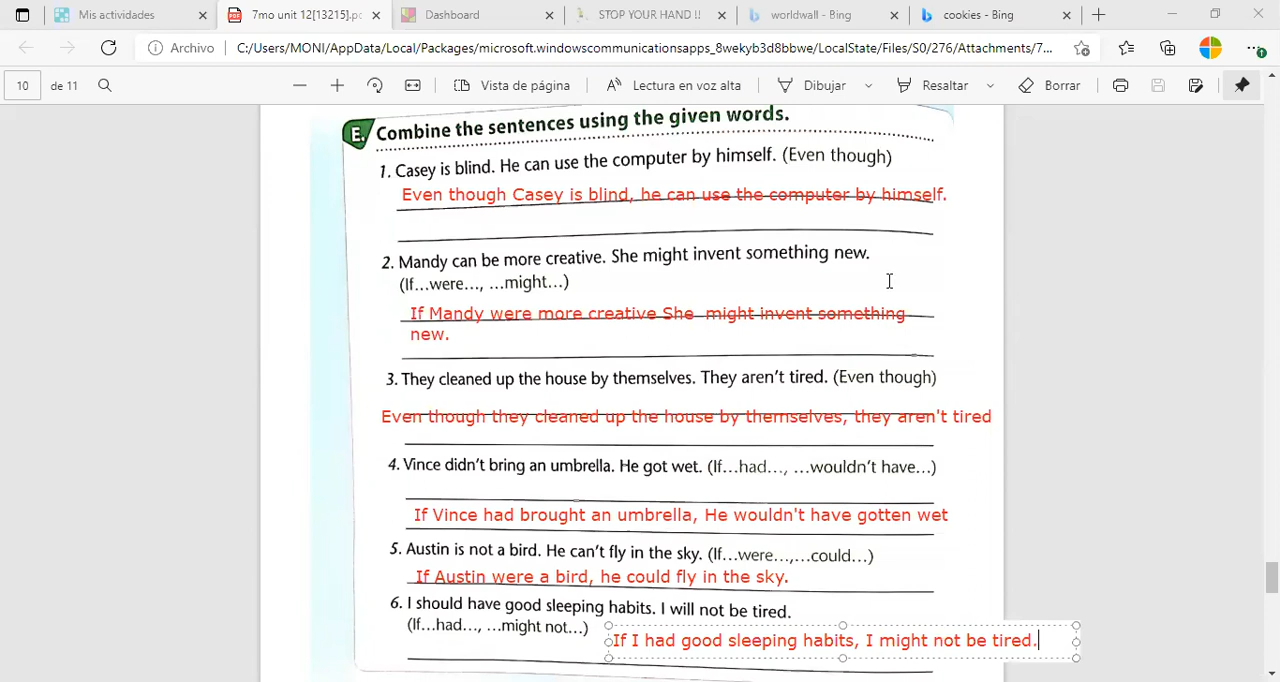 Mis actividades
7mo unit 12[13215].pc
Dashboard
STOP YOUR HAND !!
worldwall - Bing
cookies - Bing
Archivo
C:/Users/MONI/AppData/Local/Packages/microsoft.windowscommunicationsapps_8wekyb3d8bbwe/LocalState/Files/S0/276/Attachments/7...
10 de 11
Vista de página
Lectura en voz alta
Dibujar
Resaltar
Borrar
E. Combine the sentences using the given words.
1. Casey is blind. He can use the computer by himself. (Even though)
Even though Casey is blind, he can use the computer by himself.
2. Mandy can be more creative. She might invent something new.
(If...were..., ...might...)
If Mandy were more creative She might invent something
new.
3. They cleaned up the house by themselves. They aren't tired. (Even though)
Even though they cleaned up the house by themselves, they aren't tired
4. Vince didn't bring an umbrella. He got wet. (If...had..., ...wouldn't have...)
If Vince had brought an umbrella, He wouldn't have gotten wet
5. Austin is not a bird. He can't fly in the sky. (If...were...,...could...)
If Austin were a bird, he could fly in the sky.
6. I should have good sleeping habits. I will not be tired.
(If...had..., ...might not...)
If I had good sleeping habits, I might not be tired.